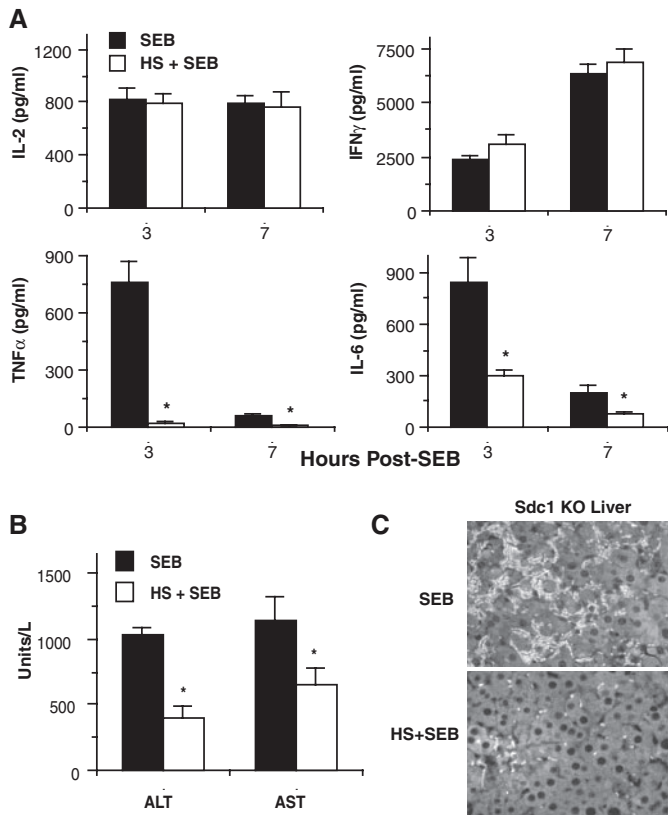 A
SEB
HS + SEB
IL-2 (pg/ml)
1200
800
400
0
3
7
IFNγ (pg/ml)
7500
5000
2500
0
3
7
TNFα (pg/ml)
900
600
300
0
*
*
3
7
IL-6 (pg/ml)
900
600
300
0
*
*
3
7
Hours Post-SEB
B
SEB
HS + SEB
Units/L
1500
1000
500
0
*
*
ALT
AST
C
Sdc1 KO Liver
SEB
HS+SEB